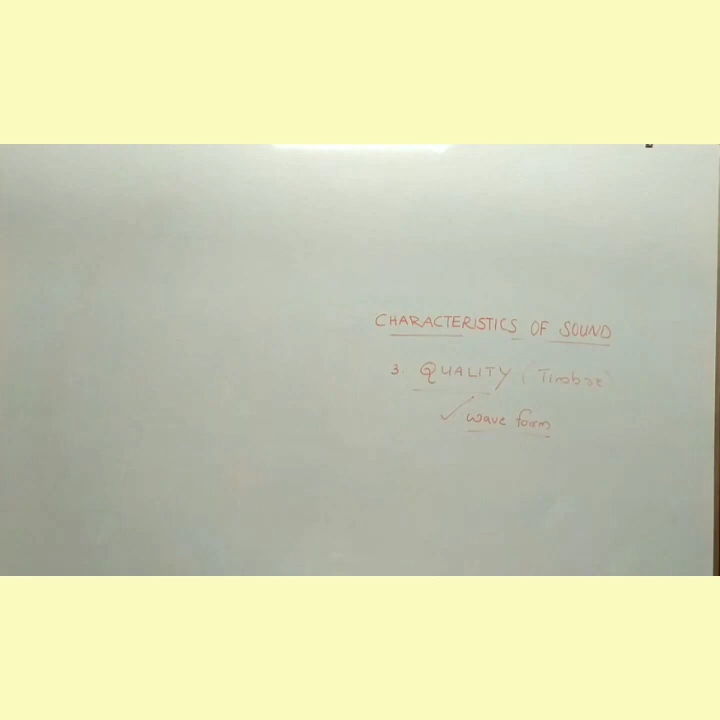 CHARACTERISTICS OF SOUND
3. QUALITY (Timbre)
✓ wave form